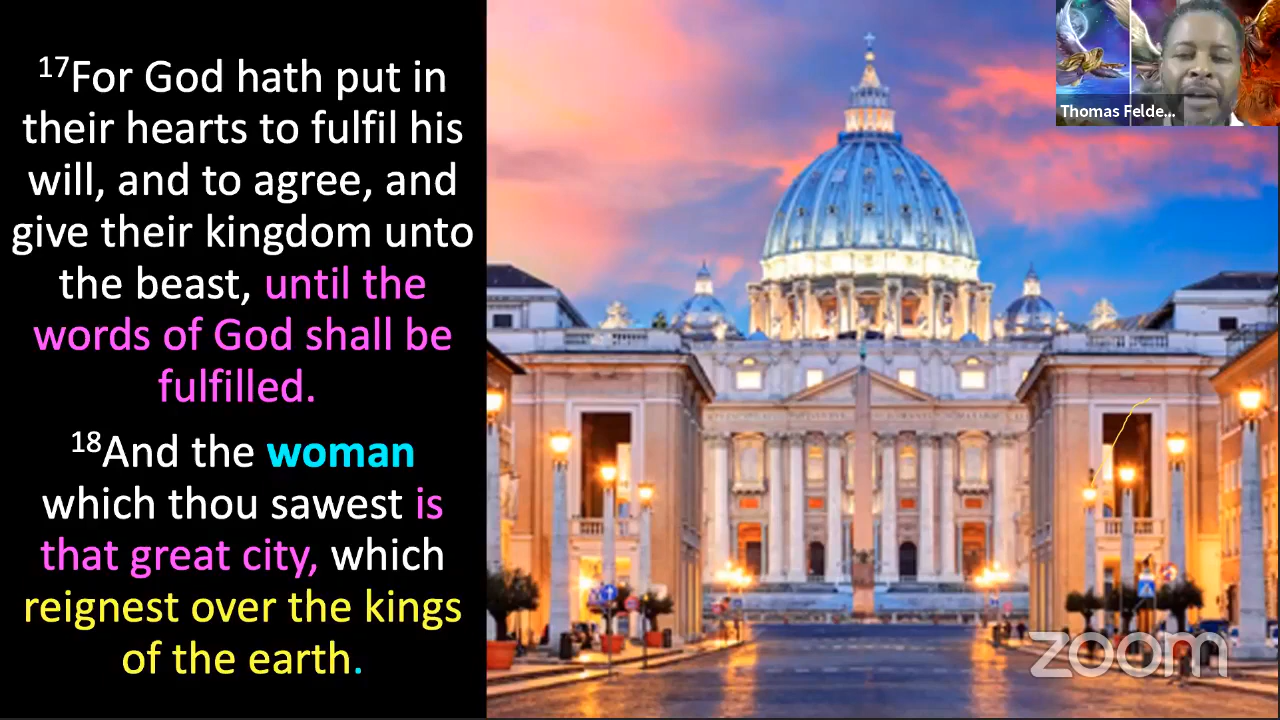 17For God hath put in
their hearts to fulfil his
will, and to agree, and
give their kingdom unto
the beast, until the
words of God shall be
fulfilled.
18And the woman
which thou sawest is
that great city, which
reignest over the kings
of the earth.
Thomas Felde...
zoom